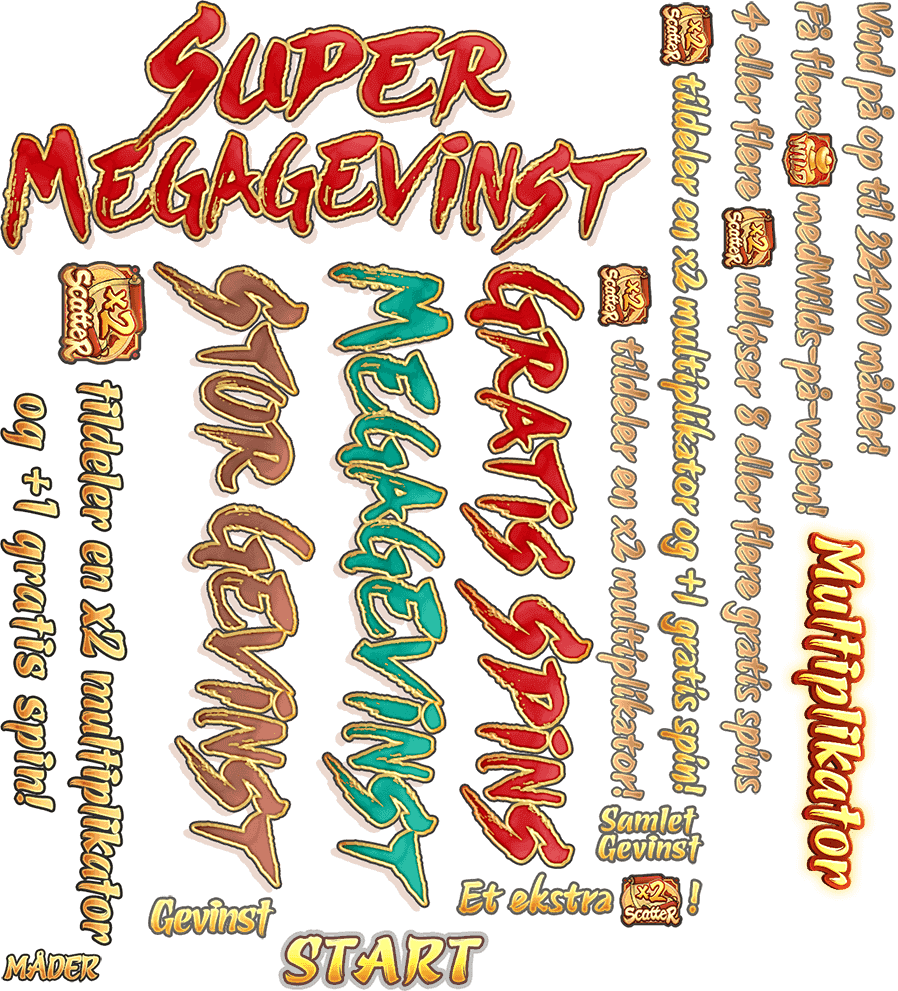 SUPER
MEGAGEVINST
STOR GEVINST
MEGAGEVINST
GRATIS SPINS
x2 SCATTER tildeler en x2 multiplikator
og +1 gratis spin!
x2 SCATTER tildeler en x2 multiplikator!
x2 SCATTER tildeler en x2 multiplikator og +1 gratis spin!
4 eller flere x2 SCATTER udløser 8 eller flere gratis spins
Få flere WILD medWilds-på-vejen!
Vind på op til 32400 måder!
Multiplikator
Samlet
Gevinst
Et ekstra x2 SCATTER !
Gevinst
START
MÅDER